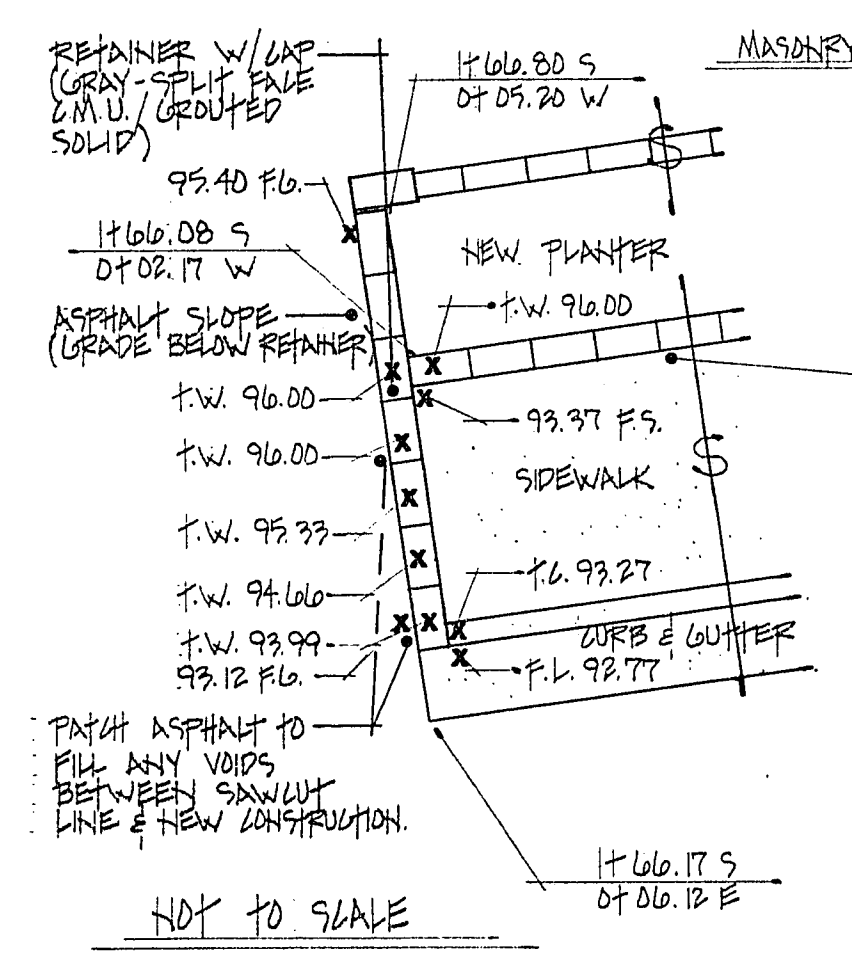 RETAINER W/CAP
(GRAY-SPLIT FACE
C.M.U./GROUTED
SOLID)
1+66.80 S
0+05.20 W
MASONRY
95.40 F.G.
1+66.08 S
0+02.17 W
NEW PLANTER
T.W. 96.00
ASPHALT SLOPE
(GRADE BELOW RETAINER)
T.W. 96.00
93.37 F.S.
T.W. 96.00
SIDEWALK
T.W. 95.33
T.C. 93.27
T.W. 94.66
T.W. 93.99
CURB & GUTTER
93.12 F.G.
F.L. 92.77
PATCH ASPHALT TO
FILL ANY VOIDS
BETWEEN SAWCUT
LINE & NEW CONSTRUCTION.
1+66.17 S
0+06.12 E
NOT TO SCALE